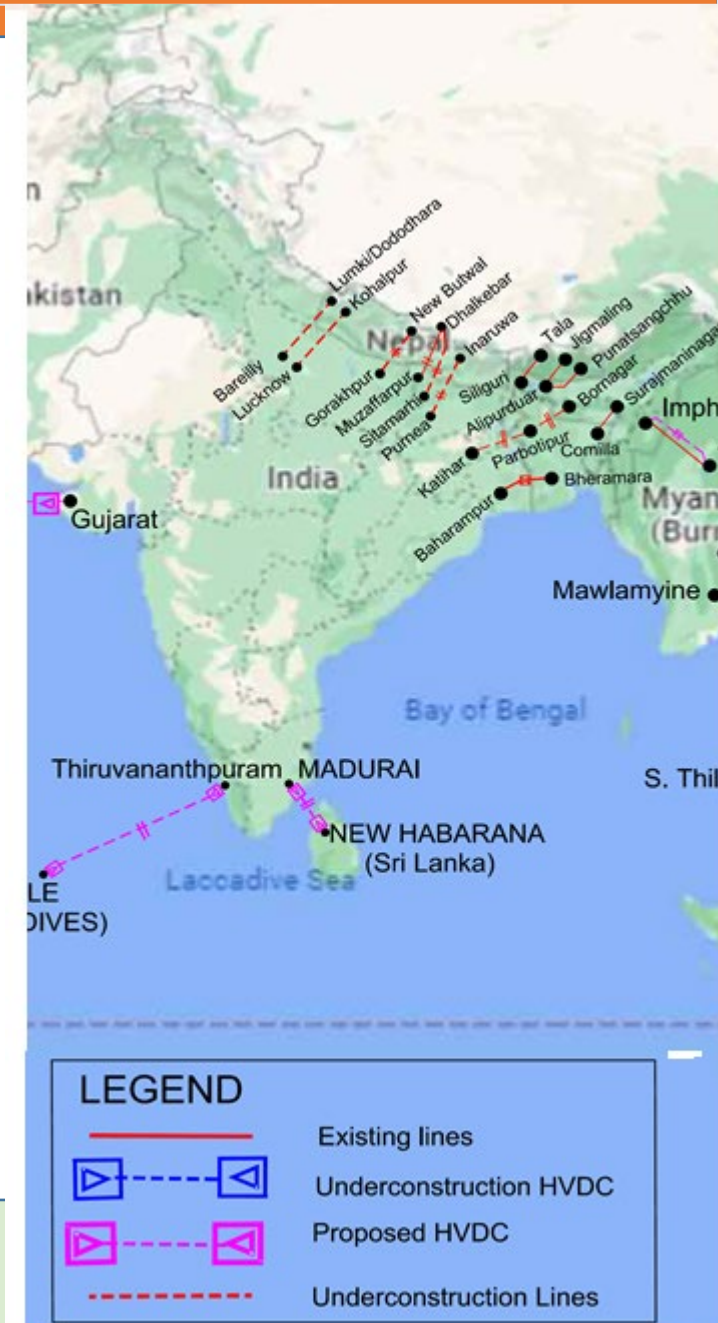 kistan
Lumki/Dododhara
Kohalpur
New Butwal
Nepal
Dhalkebar
Inaruwa
Tala
Jigmaling
Punatsangchhu
Bareilly
Lucknow
Gorakhpur
Muzaffarpur
Sitamarhi
Purnea
Siliguri
Alipurduar
Bornagar
Surajmaninaga
Imph
Katihar
Parbotipur
Comilla
India
Baharampur
Bheramara
Myan
(Buri
Gujarat
Mawlamyine
Bay of Bengal
Thiruvananthpuram
MADURAI
S. Thil
NEW HABARANA
(Sri Lanka)
LE
DIVES)
Laccadive Sea
LEGEND
Existing lines
Underconstruction HVDC
Proposed HVDC
Underconstruction Lines